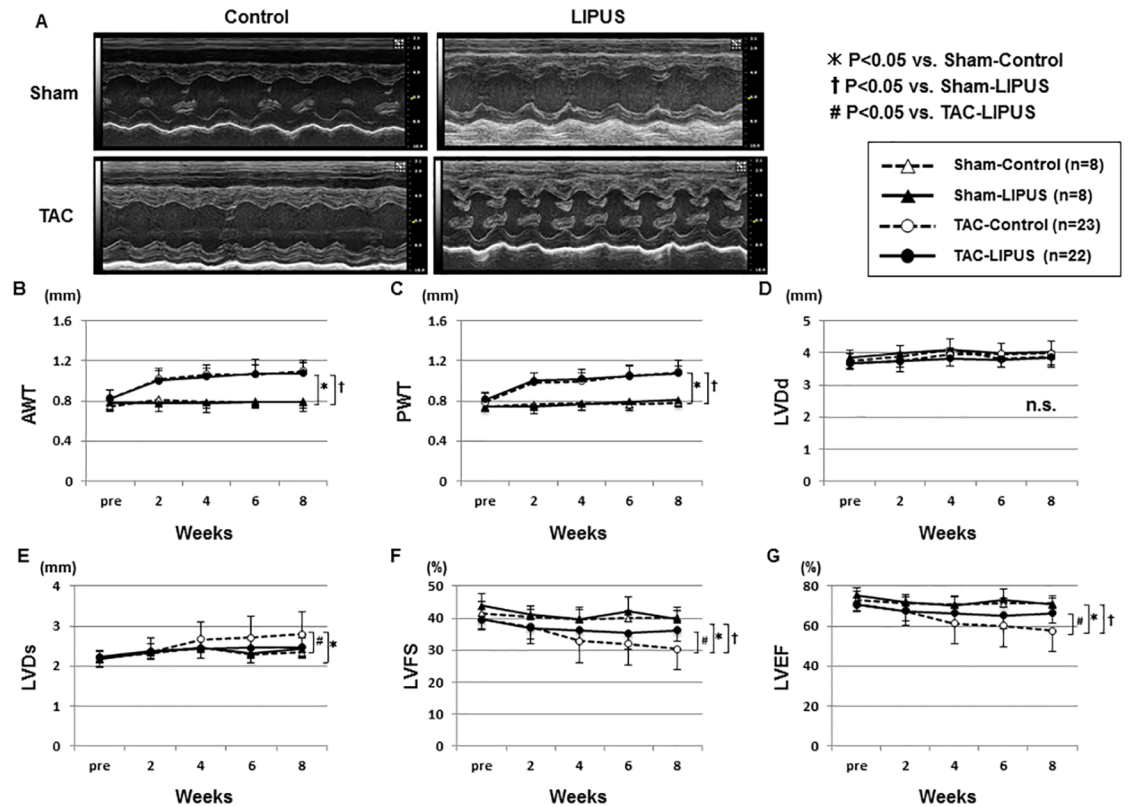 A
Control
LIPUS
Sham
TAC
＊ P<0.05 vs. Sham-Control
† P<0.05 vs. Sham-LIPUS
# P<0.05 vs. TAC-LIPUS
Sham-Control (n=8)
Sham-LIPUS (n=8)
TAC-Control (n=23)
TAC-LIPUS (n=22)
B
(mm)
AWT
1.6
1.2
0.8
0.4
0
* †
pre 2 4 6 8
Weeks
C
(mm)
PWT
1.6
1.2
0.8
0.4
0
* †
pre 2 4 6 8
Weeks
D
(mm)
LVDd
5
4
3
2
1
0
n.s.
pre 2 4 6 8
Weeks
E
(mm)
LVDs
4
3
2
1
0
# *
pre 2 4 6 8
Weeks
F
(%)
LVFS
50
40
30
20
10
0
# * †
pre 2 4 6 8
Weeks
G
(%)
LVEF
80
60
40
20
0
# * †
pre 2 4 6 8
Weeks